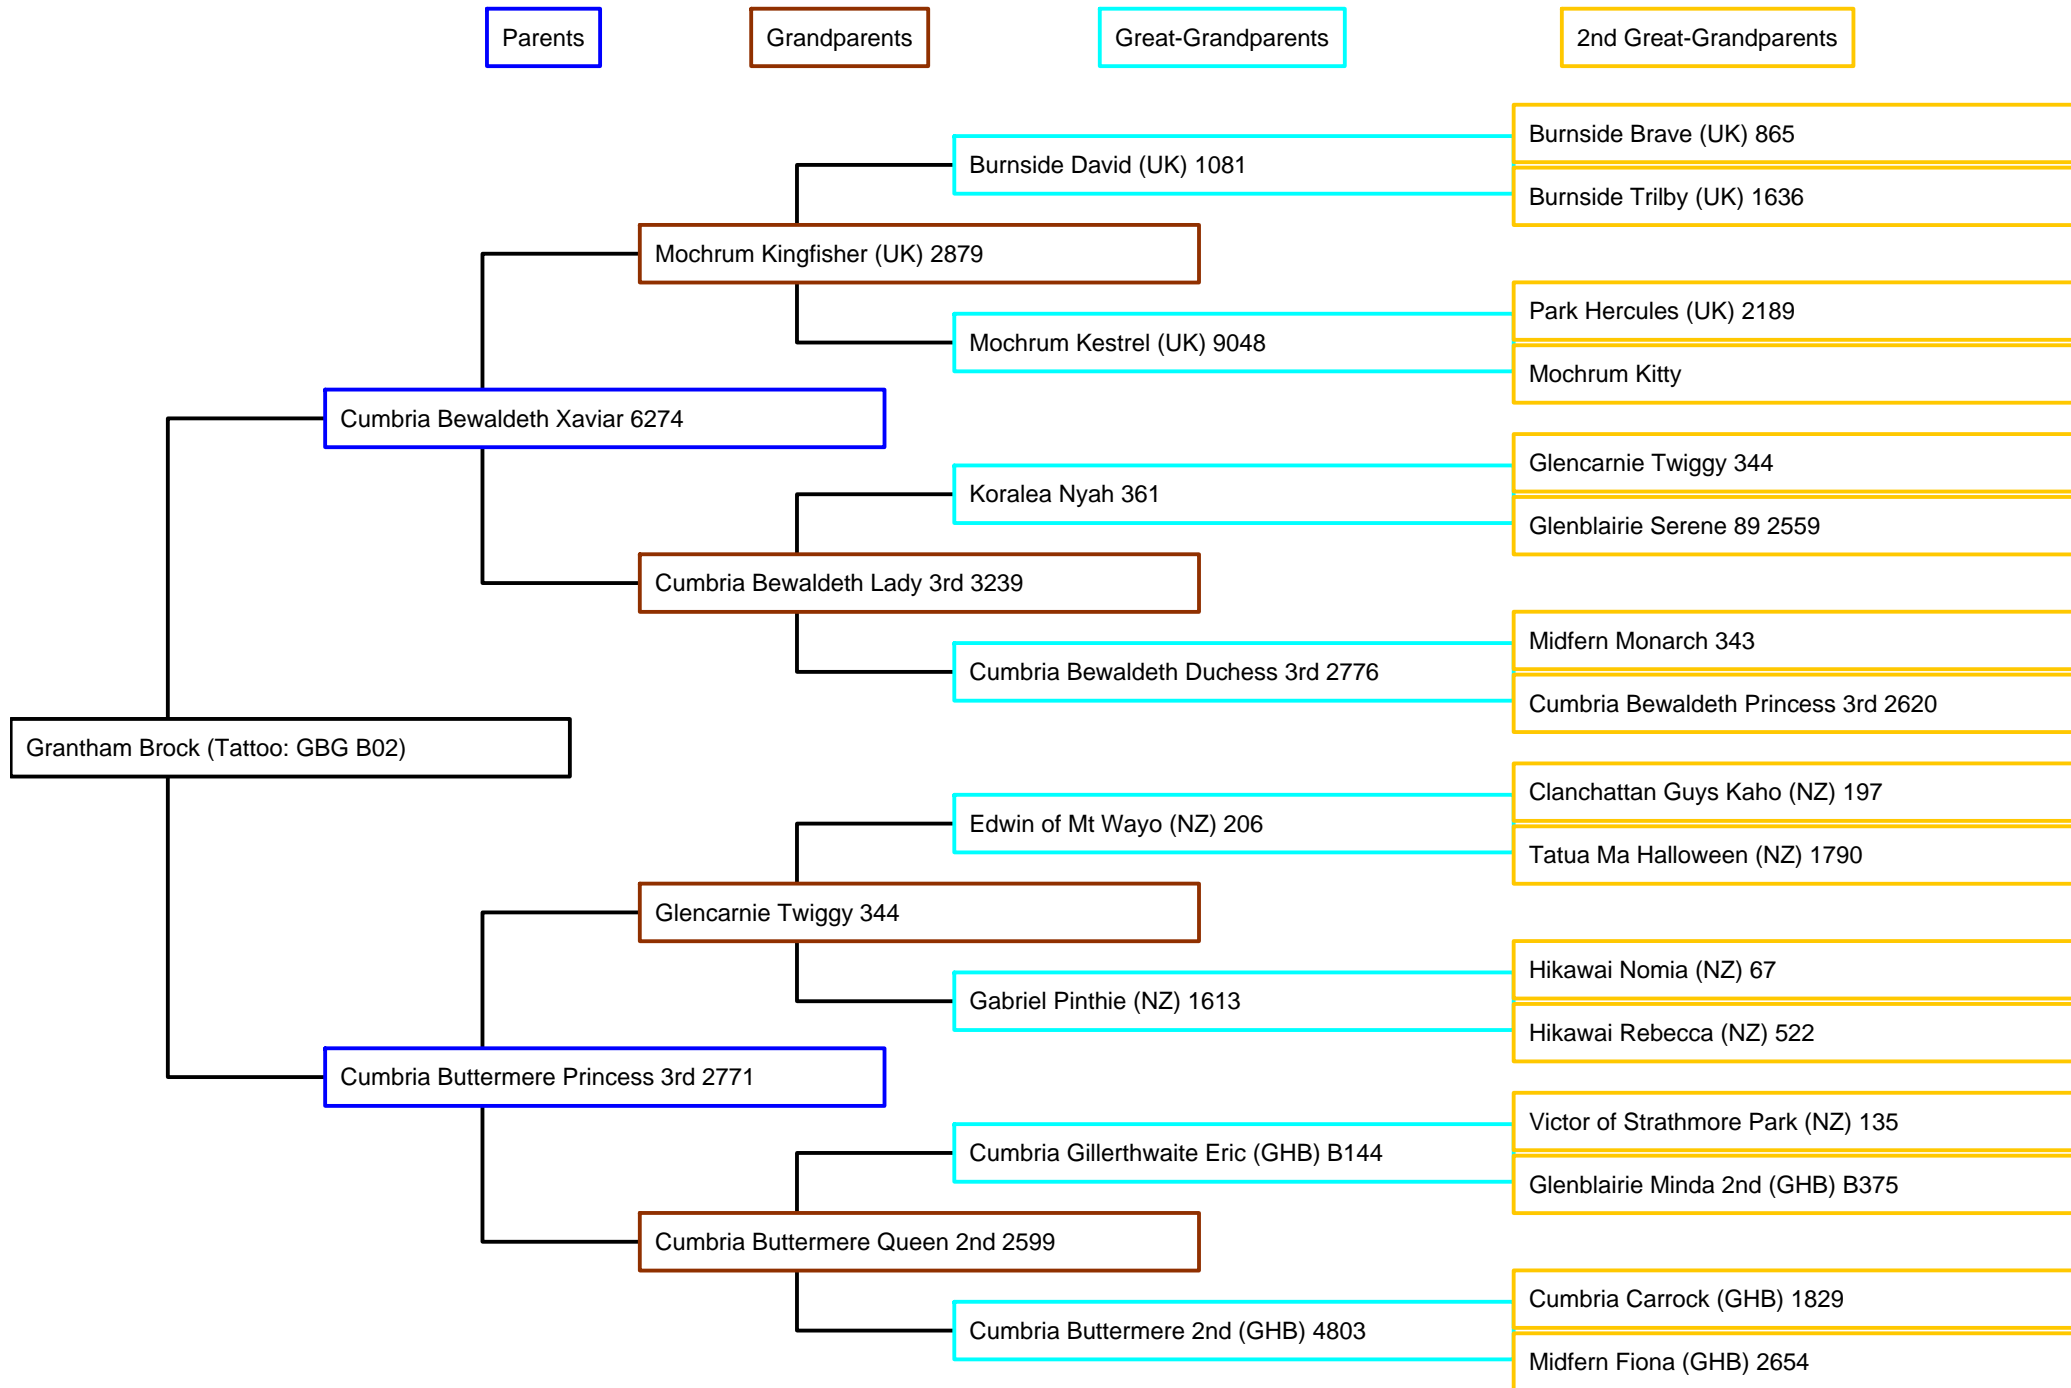 Parents
Grandparents
Great-Grandparents
2nd Great-Grandparents
Burnside Brave (UK) 865
Burnside David (UK) 1081
Burnside Trilby (UK) 1636
Mochrum Kingfisher (UK) 2879
Park Hercules (UK) 2189
Mochrum Kestrel (UK) 9048
Mochrum Kitty
Cumbria Bewaldeth Xaviar 6274
Glencarnie Twiggy 344
Koralea Nyah 361
Glenblairie Serene 89 2559
Cumbria Bewaldeth Lady 3rd 3239
Midfern Monarch 343
Cumbria Bewaldeth Duchess 3rd 2776
Cumbria Bewaldeth Princess 3rd 2620
Grantham Brock (Tattoo: GBG B02)
Clanchattan Guys Kaho (NZ) 197
Edwin of Mt Wayo (NZ) 206
Tatua Ma Halloween (NZ) 1790
Glencarnie Twiggy 344
Hikawai Nomia (NZ) 67
Gabriel Pinthie (NZ) 1613
Hikawai Rebecca (NZ) 522
Cumbria Buttermere Princess 3rd 2771
Victor of Strathmore Park (NZ) 135
Cumbria Gillerthwaite Eric (GHB) B144
Glenblairie Minda 2nd (GHB) B375
Cumbria Buttermere Queen 2nd 2599
Cumbria Carrock (GHB) 1829
Cumbria Buttermere 2nd (GHB) 4803
Midfern Fiona (GHB) 2654